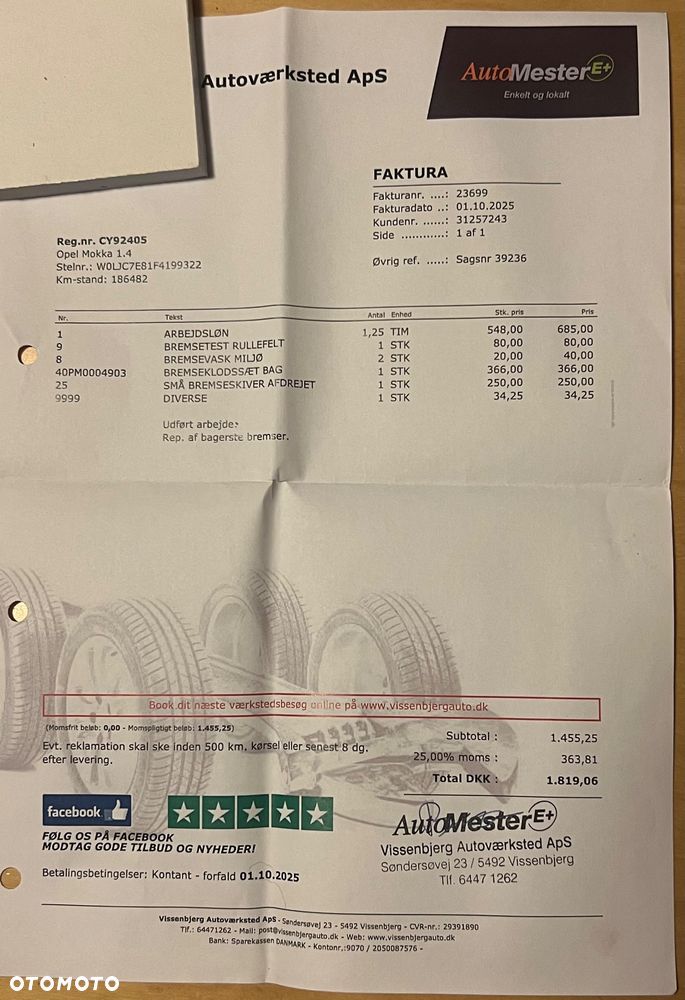 Autoværksted ApS
AutoMester E+
Enkelt og lokalt
FAKTURA
Fakturanr. ....: 23699
Fakturadato ..: 01.10.2025
Kundenr. ......: 31257243
Side ............: 1 af 1
Øvrig ref. .....: Sagsnr 39236
Reg.nr. CY92405
Opel Mokka 1.4
Stelnr.: W0LJC7E81F4199322
Km-stand: 186482
Nr. Tekst Antal Enhed Stk. pris Pris
1 ARBEJDSLØN 1,25 TIM 548,00 685,00
9 BREMSETEST RULLEFELT 1 STK 80,00 80,00
8 BREMSEVASK MILJØ 2 STK 20,00 40,00
40PM0004903 BREMSEKLODSSÆT BAG 1 STK 366,00 366,00
25 SMÅ BREMSESKIVER AFDREJET 1 STK 250,00 250,00
9999 DIVERSE 1 STK 34,25 34,25
Udført arbejde:
Rep. af bagerste bremser.
Book dit næste værkstedsbesøg online på www.vissenbjergauto.dk
(Momsfrit beløb: 0,00 - Momspligtigt beløb: 1.455,25)
Evt. reklamation skal ske inden 500 km. kørsel eller senest 8 dg.
efter levering.
Subtotal : 1.455,25
25,00% moms : 363,81
Total DKK : 1.819,06
facebook
FØLG OS PÅ FACEBOOK
MODTAG GODE TILBUD OG NYHEDER!
AutoMester E+
Vissenbjerg Autoværksted ApS
Søndersøvej 23 / 5492 Vissenbjerg
Tlf. 6447 1262
Betalingsbetingelser: Kontant - forfald 01.10.2025
Vissenbjerg Autoværksted ApS - Søndersøvej 23 - 5492 Vissenbjerg - CVR-nr.: 29391890
Tlf.: 64471262 - Mail: post@vissenbjergauto.dk - Web: www.vissenbjergauto.dk
Bank: Sparekassen DANMARK - Kontonr.:9070 / 2050087576 -
OTOMOTO